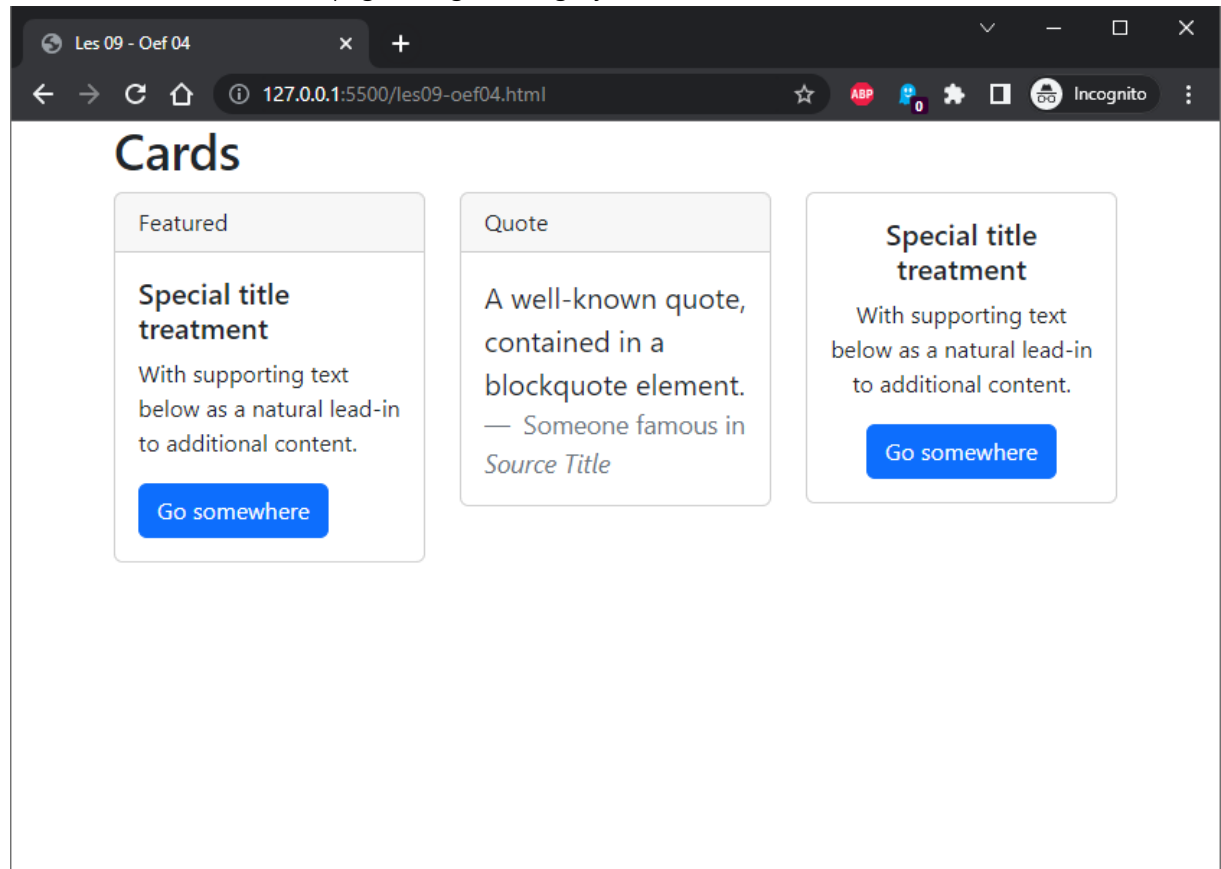 Les 09 - Oef 04
127.0.0.1:5500/les09-oef04.html
ABP
0
Incognito
Cards
Featured
Special title
treatment
With supporting text
below as a natural lead-in
to additional content.
Go somewhere
Quote
A well-known quote,
contained in a
blockquote element.
— Someone famous in
Source Title
Special title
treatment
With supporting text
below as a natural lead-in
to additional content.
Go somewhere